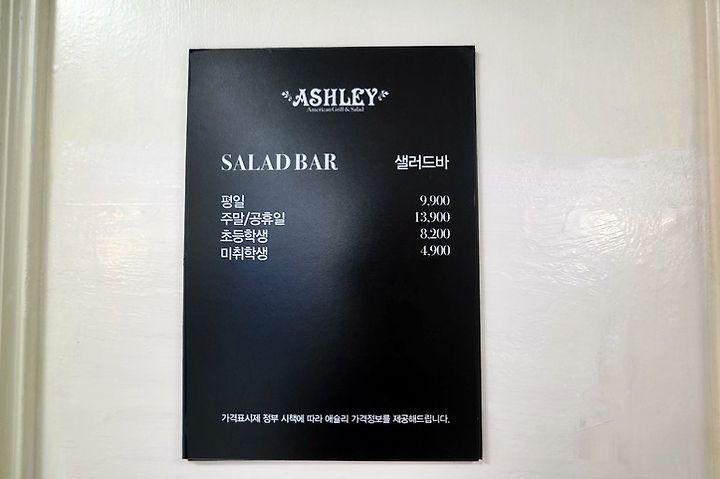 ASHLEY
American Grill & Salad
SALAD BAR 샐러드바
평일 9,900
주말/공휴일 13,900
초등학생 8,200
미취학생 4,900
가격표시제 정부 시책에 따라 애슐리 가격정보를 제공해드립니다.